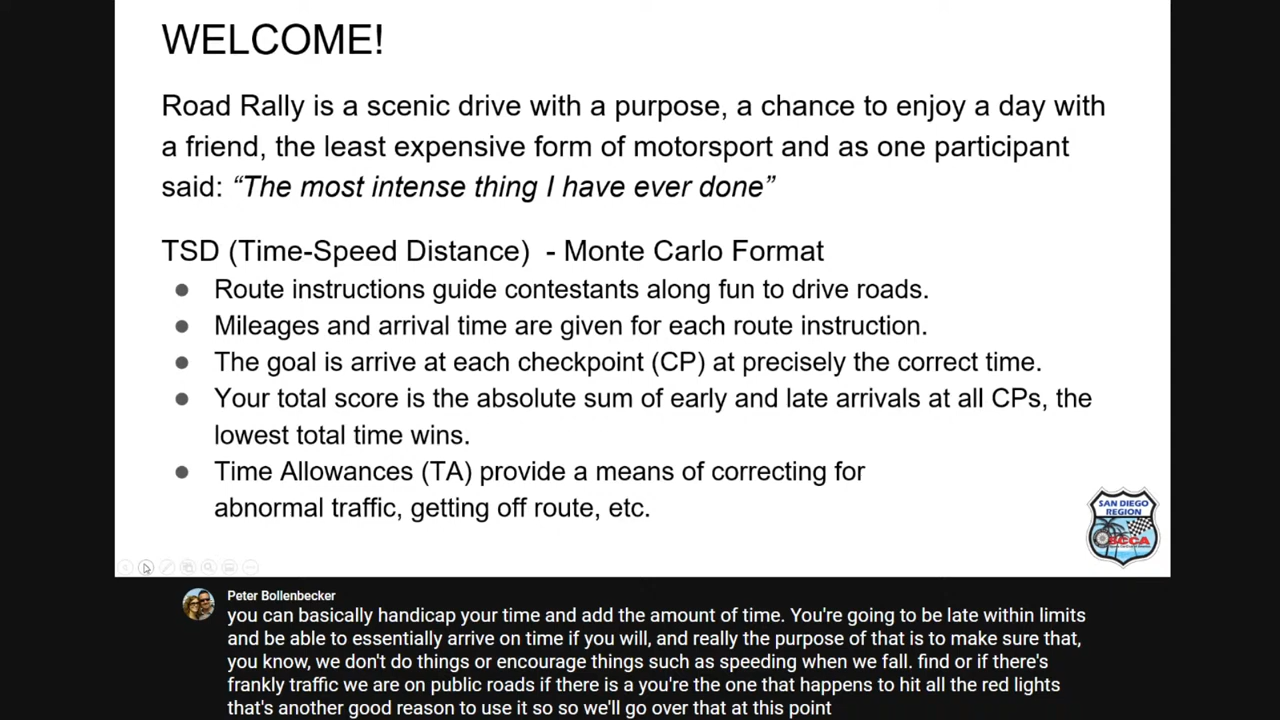 WELCOME!
Road Rally is a scenic drive with a purpose, a chance to enjoy a day with
a friend, the least expensive form of motorsport and as one participant
said: “The most intense thing I have ever done”
TSD (Time-Speed Distance) - Monte Carlo Format
● Route instructions guide contestants along fun to drive roads.
● Mileages and arrival time are given for each route instruction.
● The goal is arrive at each checkpoint (CP) at precisely the correct time.
● Your total score is the absolute sum of early and late arrivals at all CPs, the
lowest total time wins.
● Time Allowances (TA) provide a means of correcting for
abnormal traffic, getting off route, etc.
SAN DIEGO
REGION
SCCA
Peter Bollenbecker
you can basically handicap your time and add the amount of time. You're going to be late within limits
and be able to essentially arrive on time if you will, and really the purpose of that is to make sure that,
you know, we don't do things or encourage things such as speeding when we fall. find or if there's
frankly traffic we are on public roads if there is a you're the one that happens to hit all the red lights
that's another good reason to use it so so we'll go over that at this point